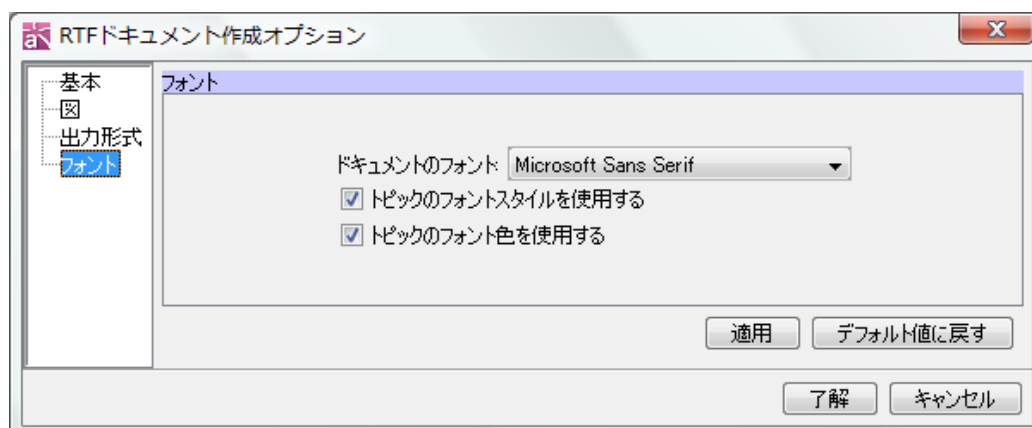 RTFドキュメント作成オプション
基本
図
出力形式
フォント
フォント
ドキュメントのフォント: Microsoft Sans Serif
トピックのフォントスタイルを使用する
トピックのフォント色を使用する
適用 デフォルト値に戻す
了解 キャンセル